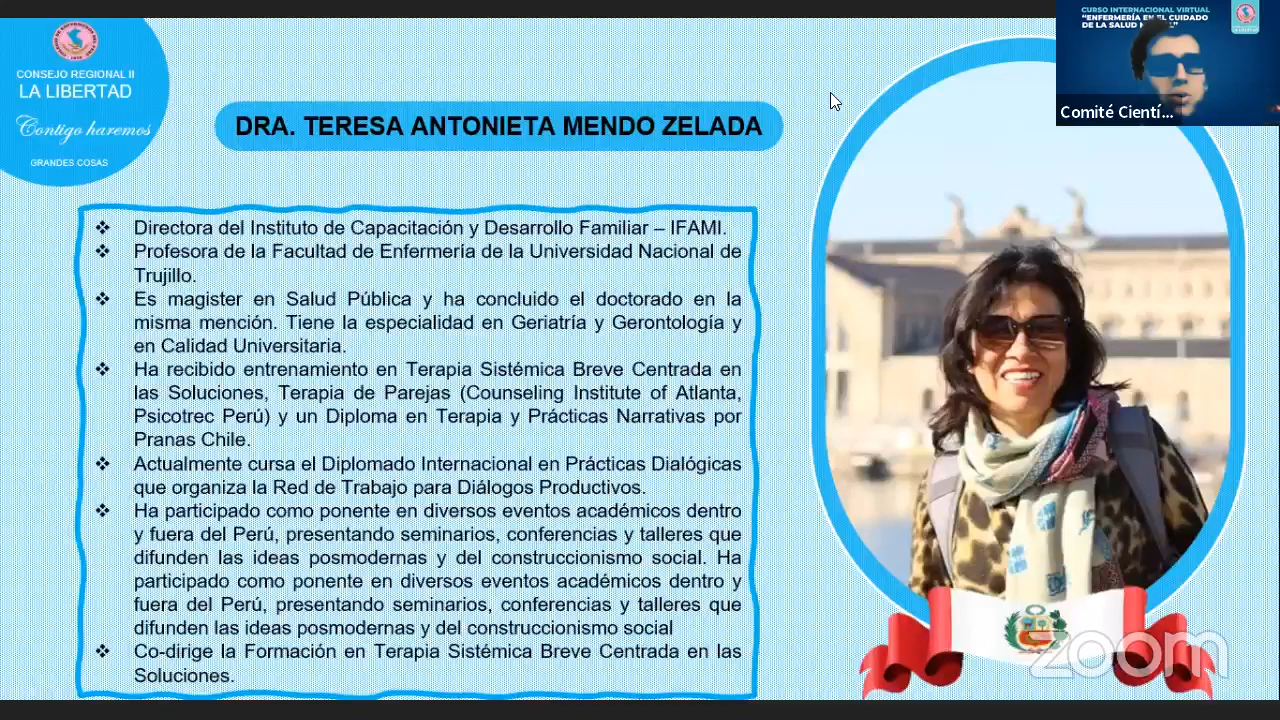 CONSEJO REGIONAL II
LA LIBERTAD
Contigo haremos
GRANDES COSAS
DRA. TERESA ANTONIETA MENDO ZELADA
❖ Directora del Instituto de Capacitación y Desarrollo Familiar – IFAMI.
❖ Profesora de la Facultad de Enfermería de la Universidad Nacional de
Trujillo.
❖ Es magister en Salud Pública y ha concluido el doctorado en la
misma mención. Tiene la especialidad en Geriatría y Gerontología y
en Calidad Universitaria.
❖ Ha recibido entrenamiento en Terapia Sistémica Breve Centrada en
las Soluciones, Terapia de Parejas (Counseling Institute of Atlanta,
Psicotrec Perú) y un Diploma en Terapia y Prácticas Narrativas por
Pranas Chile.
❖ Actualmente cursa el Diplomado Internacional en Prácticas Dialógicas
que organiza la Red de Trabajo para Diálogos Productivos.
❖ Ha participado como ponente en diversos eventos académicos dentro
y fuera del Perú, presentando seminarios, conferencias y talleres que
difunden las ideas posmodernas y del construccionismo social. Ha
participado como ponente en diversos eventos académicos dentro y
fuera del Perú, presentando seminarios, conferencias y talleres que
difunden las ideas posmodernas y del construccionismo social
❖ Co-dirige la Formación en Terapia Sistémica Breve Centrada en las
Soluciones.
CURSO INTERNACIONAL VIRTUAL
"ENFERMERÍA EN EL CUIDADO
DE LA SALUD
Comité Cientí...
zoom